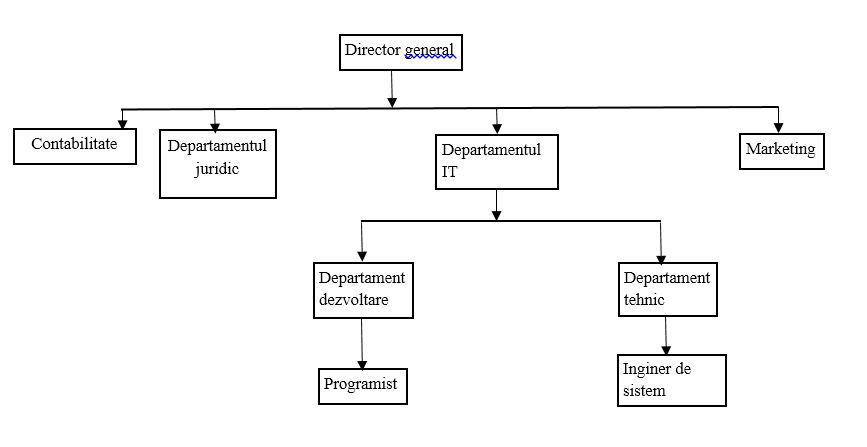 Director general
Contabilitate
Departamentul
juridic
Departamentul
IT
Marketing
Departament
dezvoltare
Departament
tehnic
Programist
Inginer de
sistem